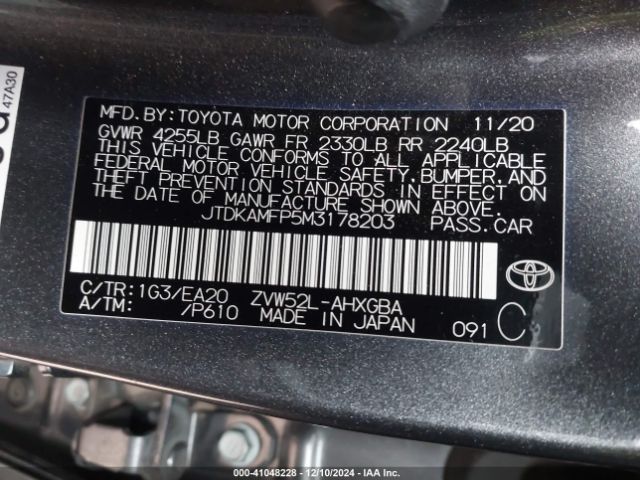 47A30
MFD.BY:TOYOTA MOTOR CORPORATION 11/20
GVWR 4255LB GAWR FR 2330LB RR 2240LB
THIS VEHICLE CONFORMS TO ALL APPLICABLE
FEDERAL MOTOR VEHICLE SAFETY,BUMPER,AND
THEFT PREVENTION STANDARDS IN EFFECT ON
THE DATE OF MANUFACTURE SHOWN ABOVE.
JTDKAMFP5M3178203 PASS.CAR
C/TR:1G3/EA20 ZVW52L-AHXGBA
A/TM: /P610 MADE IN JAPAN 091 C
000-41048228 - 12/10/2024 - IAA Inc.